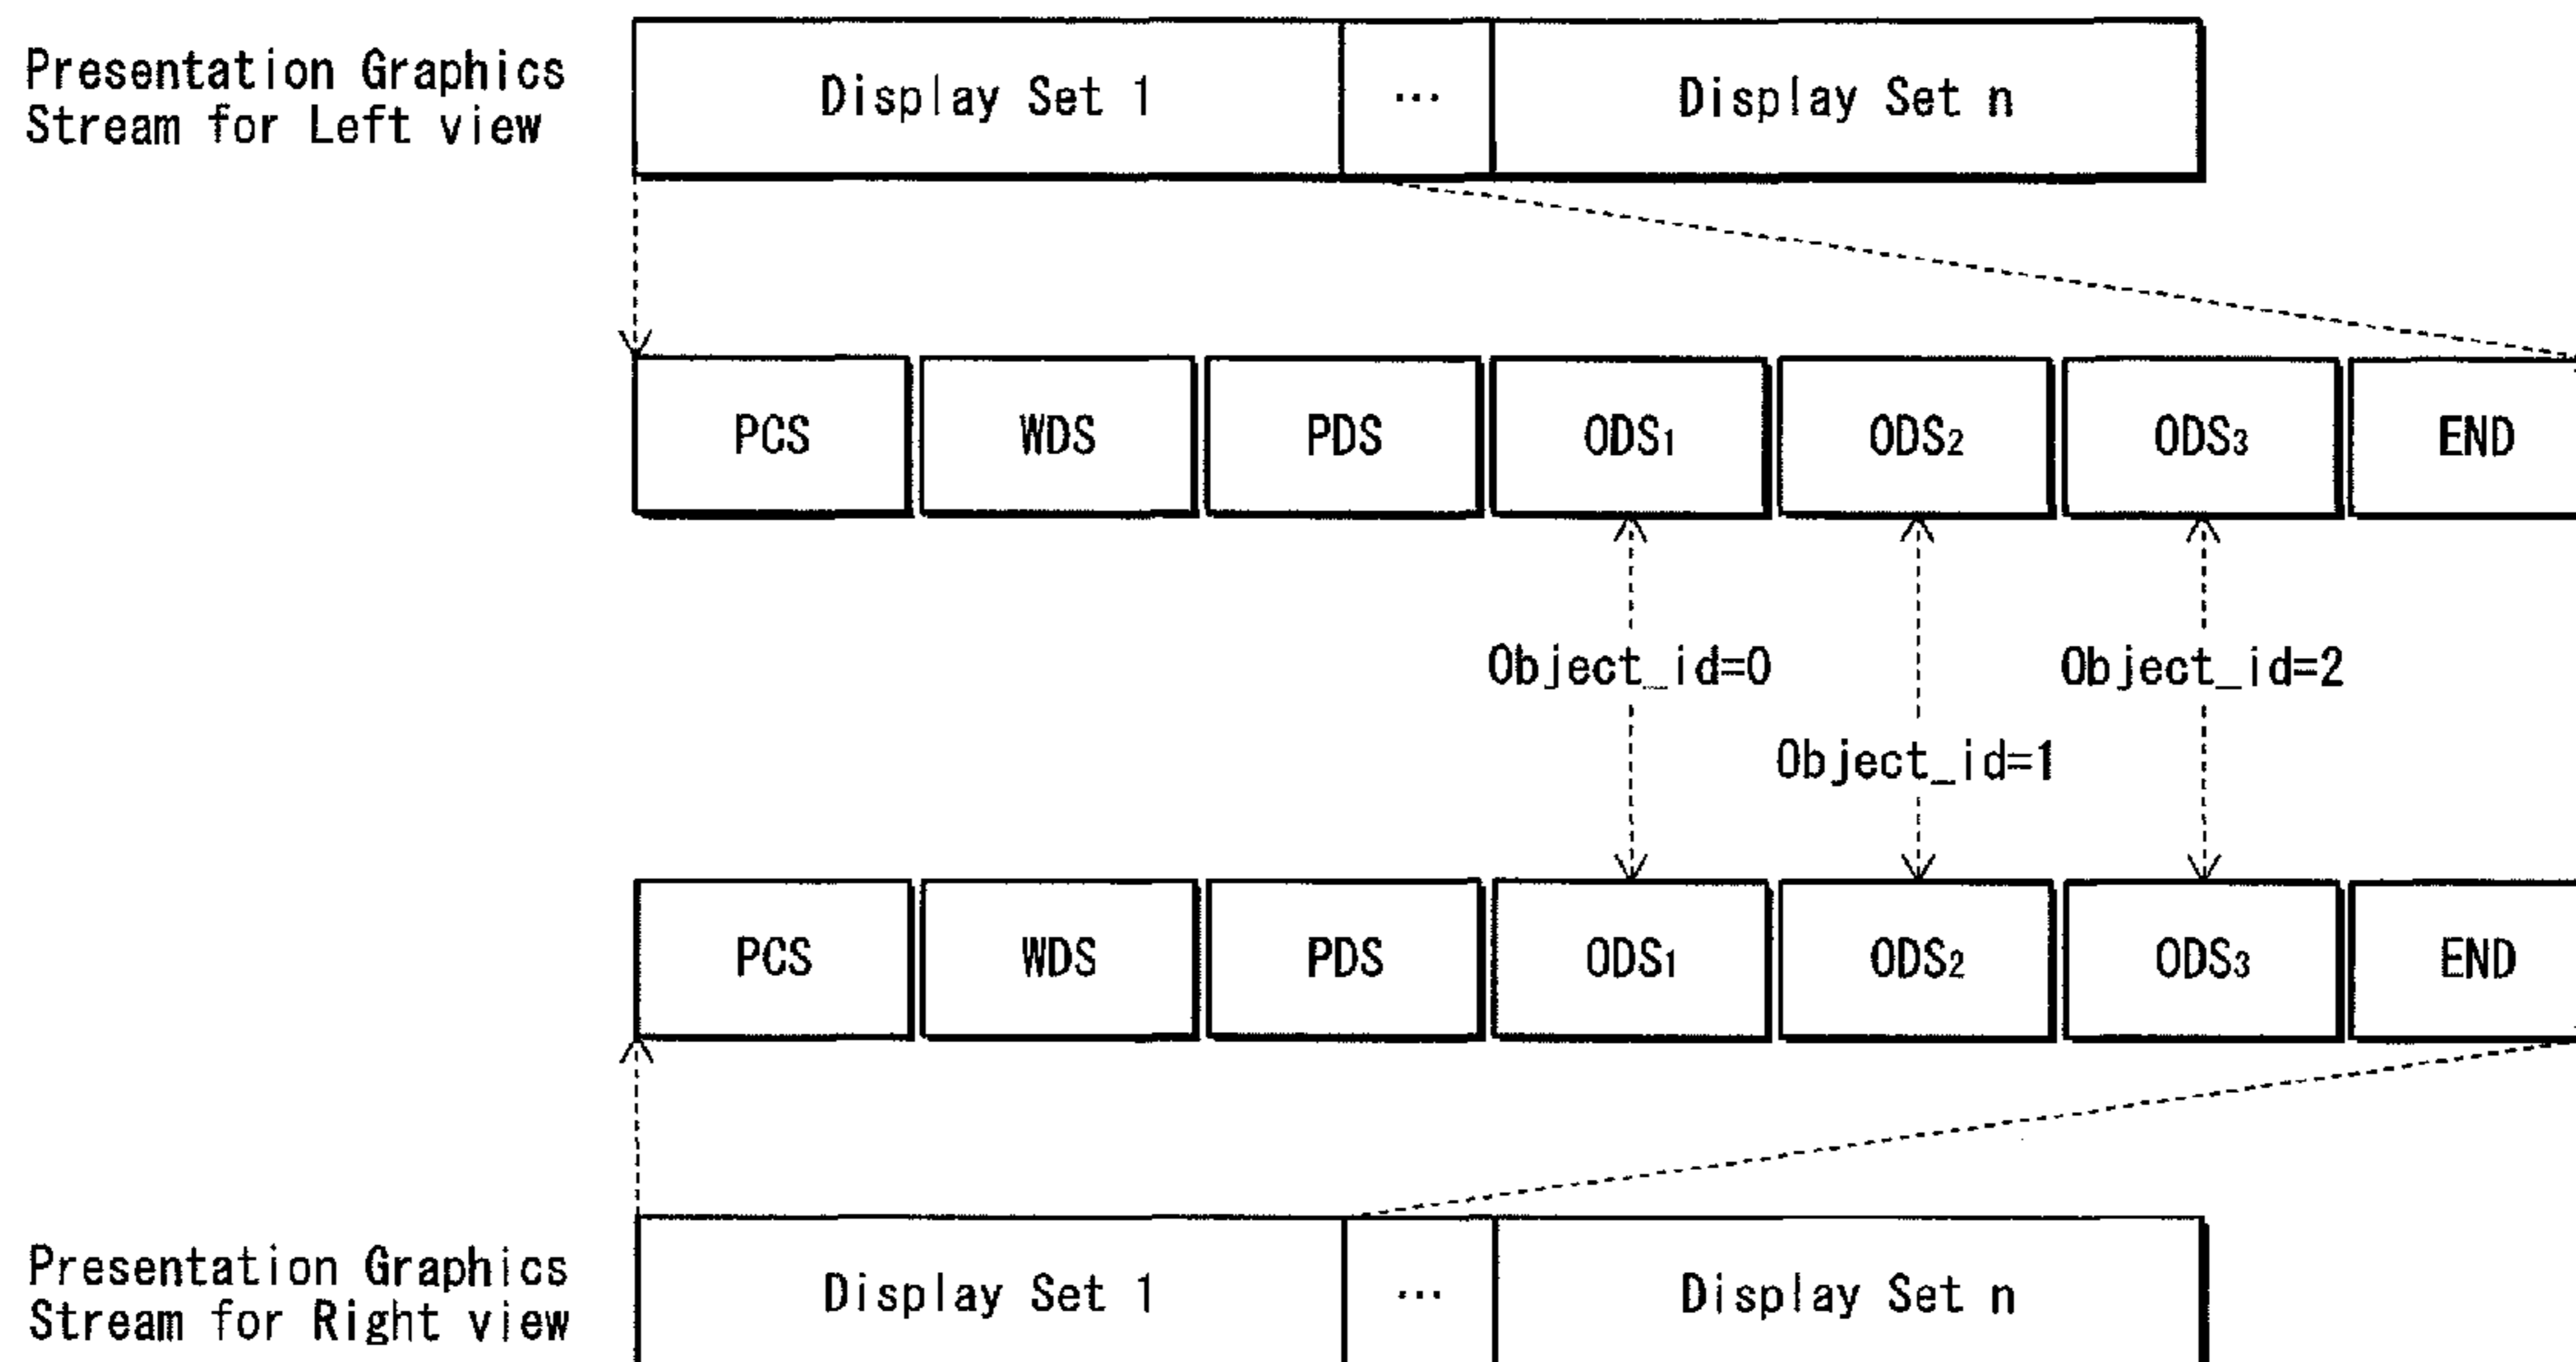 Presentation Graphics
Stream for Left view
Display Set 1 ... Display Set n
PCS WDS PDS ODS1 ODS2 ODS3 END
Object_id=0 Object_id=2
Object_id=1
PCS WDS PDS ODS1 ODS2 ODS3 END
Presentation Graphics
Stream for Right view
Display Set 1 ... Display Set n